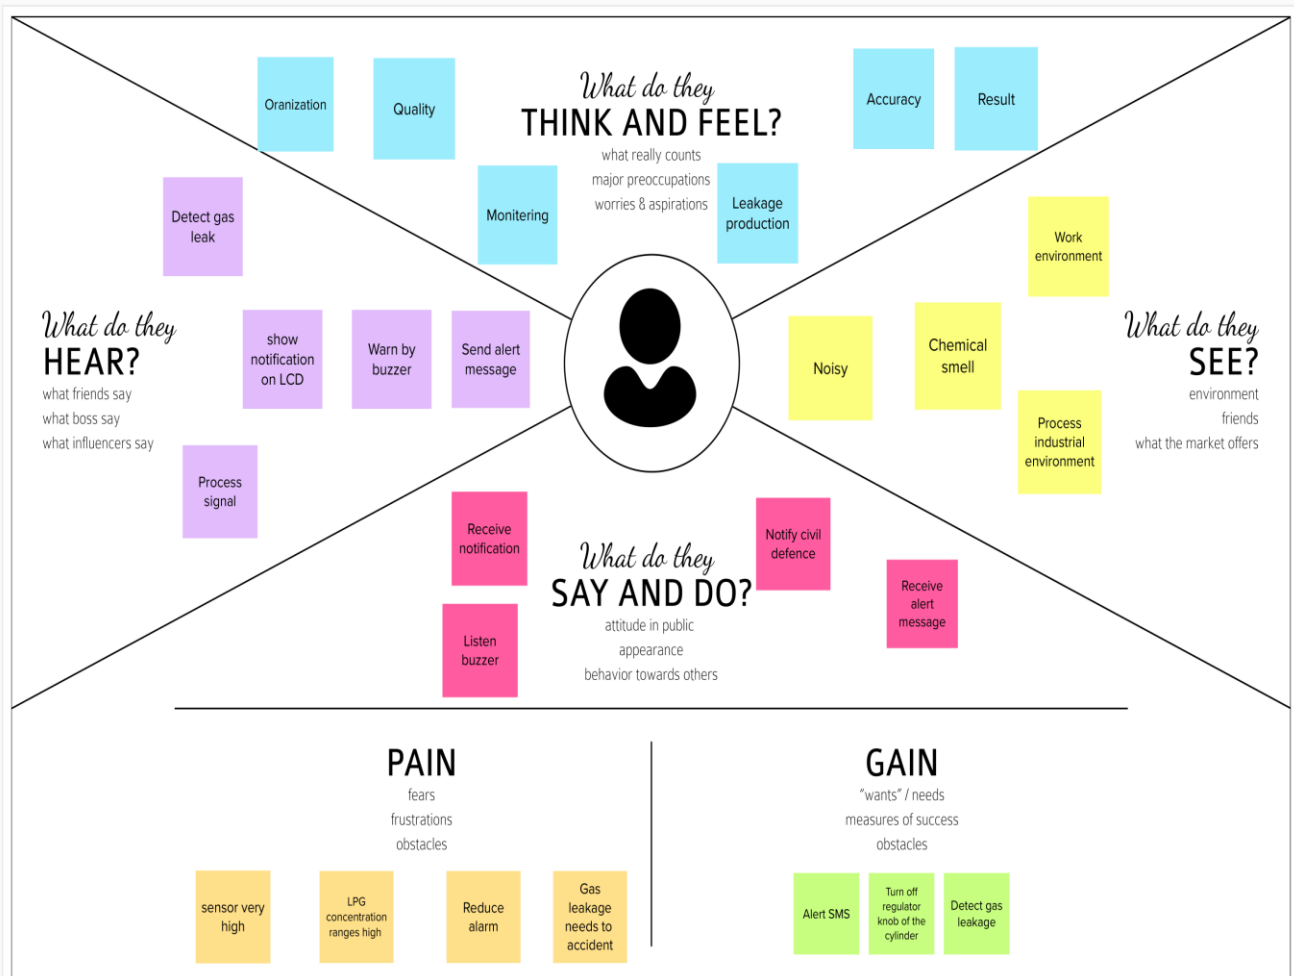 What do they
THINK AND FEEL?
what really counts
major preoccupations
worries & aspirations
Oranization
Quality
Monitering
Leakage
production
Accuracy
Result
What do they
HEAR?
what friends say
what boss say
what influencers say
Detect gas
leak
show
notification
on LCD
Warn by
buzzer
Send alert
message
Process
signal
What do they
SEE?
environment
friends
what the market offers
Work
environment
Noisy
Chemical
smell
Process
industrial
environment
What do they
SAY AND DO?
attitude in public
appearance
behavior towards others
Receive
notification
Listen
buzzer
Notify civil
defence
Receive
alert
message
PAIN
fears
frustrations
obstacles
sensor very
high
LPG
concentration
ranges high
Reduce
alarm
Gas
leakage
needs to
accident
GAIN
“wants” / needs
measures of success
obstacles
Alert SMS
Turn off
regulator
knob of the
cylinder
Detect gas
leakage